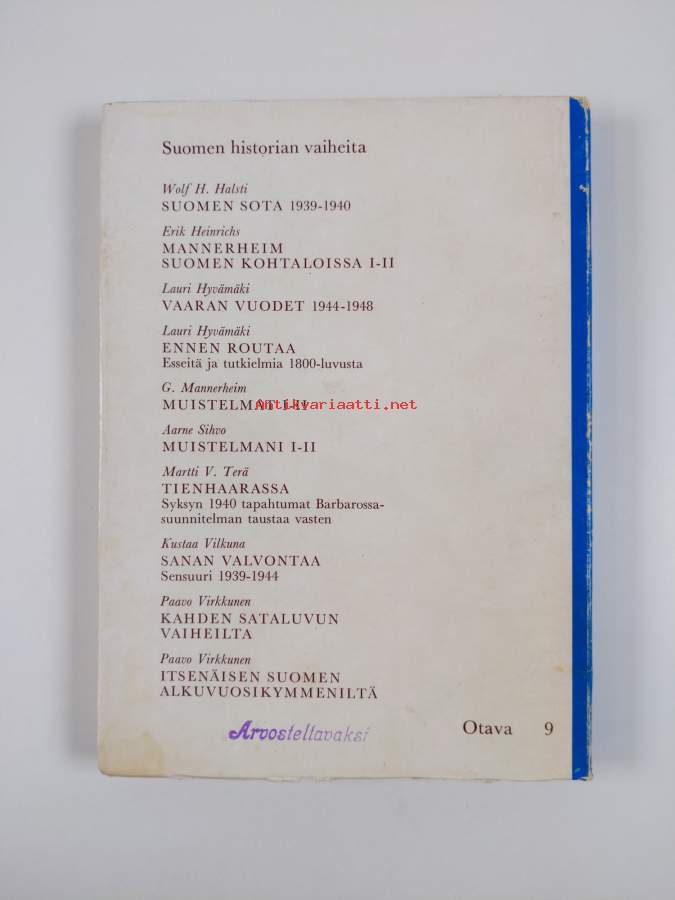 Suomen historian vaiheita
Wolf H. Halsti
SUOMEN SOTA 1939-1940
Erik Heinrichs
MANNERHEIM
SUOMEN KOHTALOISSA I-II
Lauri Hyvämäki
VAARAN VUODET 1944-1948
Lauri Hyvämäki
ENNEN ROUTAA
Esseitä ja tutkielmia 1800-luvusta
G. Mannerheim
MUISTELMAT I-II
Antikvariaatti.net
Aarne Sihvo
MUISTELMANI I-II
Martti V. Terä
TIENHAARASSA
Syksyn 1940 tapahtumat Barbarossa-
suunnitelman taustaa vasten
Kustaa Vilkuna
SANAN VALVONTAA
Sensuuri 1939-1944
Paavo Virkkunen
KAHDEN SATALUVUN
VAIHEILTA
Paavo Virkkunen
ITSENÄISEN SUOMEN
ALKUVUOSIKYMMENILTÄ
Arvosteltavaksi
Otava 9